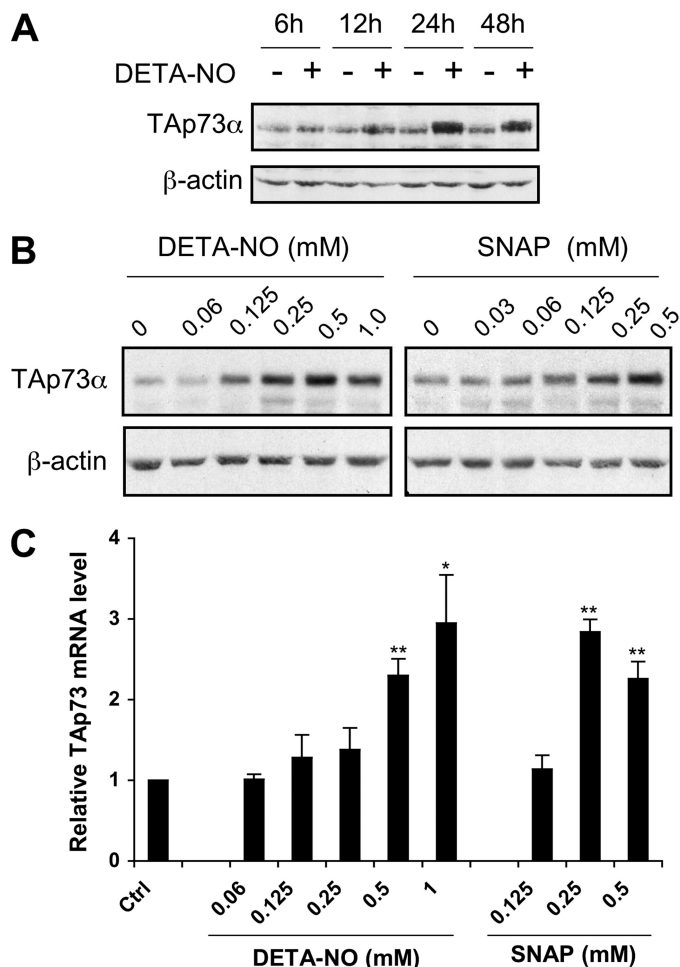 A
6h 12h 24h 48h
DETA-NO - + - + - + - +
TAp73α
β-actin
B
DETA-NO (mM) SNAP (mM)
0 0.06 0.125 0.25 0.5 1.0 0 0.03 0.06 0.125 0.25 0.5
TAp73α
β-actin
C
Relative TAp73 mRNA level
4
3
2
1
0
** * ** **
Ctrl 0.06 0.125 0.25 0.5 1 0.125 0.25 0.5
DETA-NO (mM) SNAP (mM)